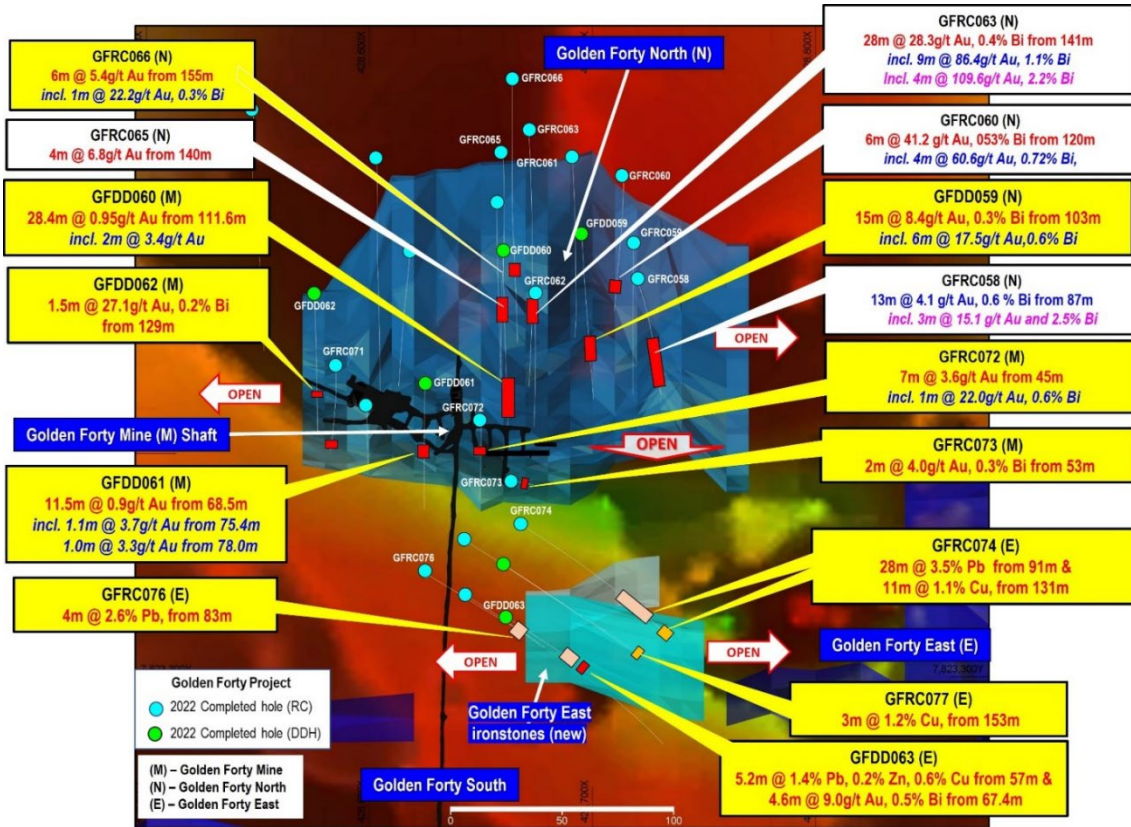 GFRC066 (N)
6m @ 5.4g/t Au from 155m
incl. 1m @ 22.2g/t Au, 0.3% Bi
GFRC065 (N)
4m @ 6.8g/t Au from 140m
GFDD060 (M)
28.4m @ 0.95g/t Au from 111.6m
incl. 2m @ 3.4g/t Au
GFDD062 (M)
1.5m @ 27.1g/t Au, 0.2% Bi
from 129m
Golden Forty Mine (M) Shaft
GFDD061 (M)
11.5m @ 0.9g/t Au from 68.5m
incl. 1.1m @ 3.7g/t Au from 75.4m
1.0m @ 3.3g/t Au from 78.0m
GFRC076 (E)
4m @ 2.6% Pb, from 83m
Golden Forty Project
2022 Completed hole (RC)
2022 Completed hole (DDH)
(M) – Golden Forty Mine
(N) – Golden Forty North
(E) – Golden Forty East
428,600X
428,800X
Golden Forty North (N)
GFRC066
GFRC063
GFRC065
GFRC061
GFRC060
GFDD059
GFRC059
GFDD060
GFRC058
GFRC062
GFDD062
GFRC071
GFDD061
GFRC072
GFRC073
GFRC074
GFRC076
GFDD063
OPEN
OPEN
OPEN
OPEN
OPEN
Golden Forty East
ironstones (new)
Golden Forty South
0
50
100
GFRC063 (N)
28m @ 28.3g/t Au, 0.4% Bi from 141m
incl. 9m @ 86.4g/t Au, 1.1% Bi
Incl. 4m @ 109.6g/t Au, 2.2% Bi
GFRC060 (N)
6m @ 41.2 g/t Au, 053% Bi from 120m
incl. 4m @ 60.6g/t Au, 0.72% Bi,
GFDD059 (N)
15m @ 8.4g/t Au, 0.3% Bi from 103m
incl. 6m @ 17.5g/t Au,0.6% Bi
GFRC058 (N)
13m @ 4.1 g/t Au, 0.6 % Bi from 87m
incl. 3m @ 15.1 g/t Au and 2.5% Bi
GFRC072 (M)
7m @ 3.6g/t Au from 45m
incl. 1m @ 22.0g/t Au, 0.6% Bi
GFRC073 (M)
2m @ 4.0g/t Au, 0.3% Bi from 53m
GFRC074 (E)
28m @ 3.5% Pb from 91m &
11m @ 1.1% Cu, from 131m
Golden Forty East (E)
7,823,300Y
GFRC077 (E)
3m @ 1.2% Cu, from 153m
GFDD063 (E)
5.2m @ 1.4% Pb, 0.2% Zn, 0.6% Cu from 57m &
4.6m @ 9.0g/t Au, 0.5% Bi from 67.4m